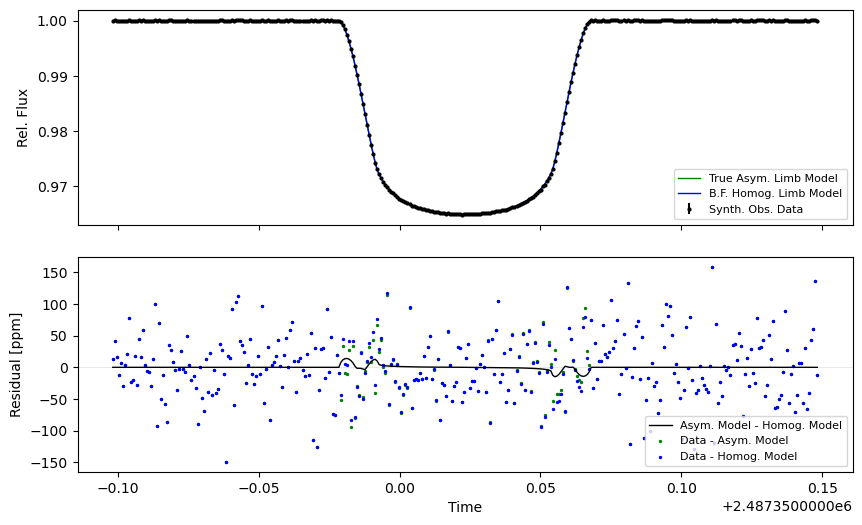 1.00
0.99
0.98
0.97
Rel. Flux
True Asym. Limb Model
B.F. Homog. Limb Model
Synth. Obs. Data
150
100
50
0
−50
−100
−150
Residual [ppm]
Asym. Model - Homog. Model
Data - Asym. Model
Data - Homog. Model
−0.10
−0.05
0.00
0.05
0.10
0.15
Time
+2.4873500000e6